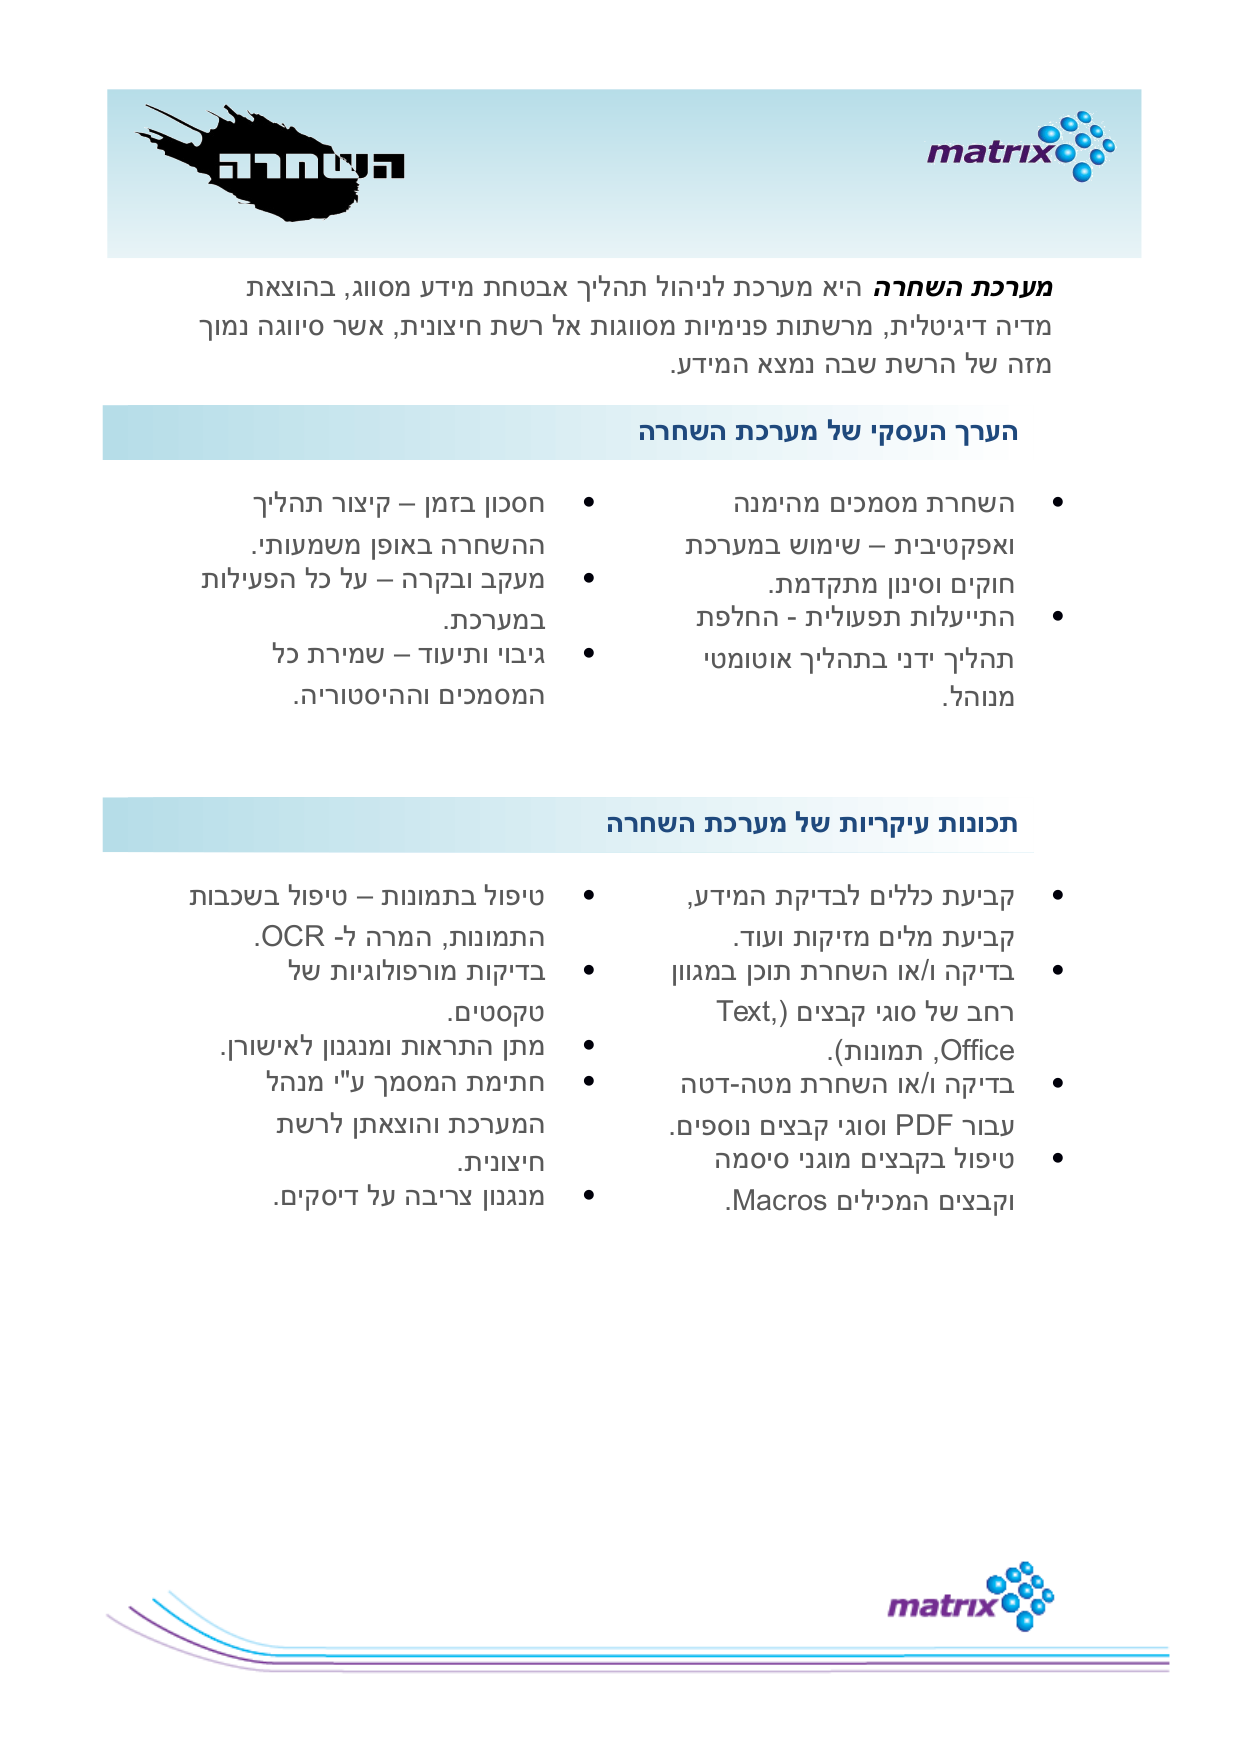 השחרה
matrix
מערכת השחרה היא מערכת לניהול תהליך אבטחת מידע מסווג, בהוצאת
מדיה דיגיטלית, מרשתות פנימיות מסווגות אל רשת חיצונית, אשר סיווגה נמוך
מזה של הרשת שבה נמצא המידע.
הערך העסקי של מערכת השחרה
• השחרת מסמכים מהימנה
ואפקטיבית – שימוש במערכת
חוקים וסינון מתקדמת.
• התייעלות תפעולית - החלפת
תהליך ידני בתהליך אוטומטי
מנוהל.
• חסכון בזמן – קיצור תהליך
ההשחרה באופן משמעותי.
• מעקב ובקרה – על כל הפעילות
במערכת.
• גיבוי ותיעוד – שמירת כל
המסמכים וההיסטוריה.
תכונות עיקריות של מערכת השחרה
• קביעת כללים לבדיקת המידע,
קביעת מלים מזיקות ועוד.
• בדיקה ו/או השחרת תוכן במגוון
רחב של סוגי קבצים (Text,
Office, תמונות).
• בדיקה ו/או השחרת מטה-דטה
עבור PDF וסוגי קבצים נוספים.
• טיפול בקבצים מוגני סיסמה
וקבצים המכילים Macros.
• טיפול בתמונות – טיפול בשכבות
התמונות, המרה ל- OCR.
• בדיקות מורפולוגיות של
טקסטים.
• מתן התראות ומנגנון לאישורן.
• חתימת המסמך ע"י מנהל
המערכת והוצאתן לרשת
חיצונית.
• מנגנון צריבה על דיסקים.
matrix